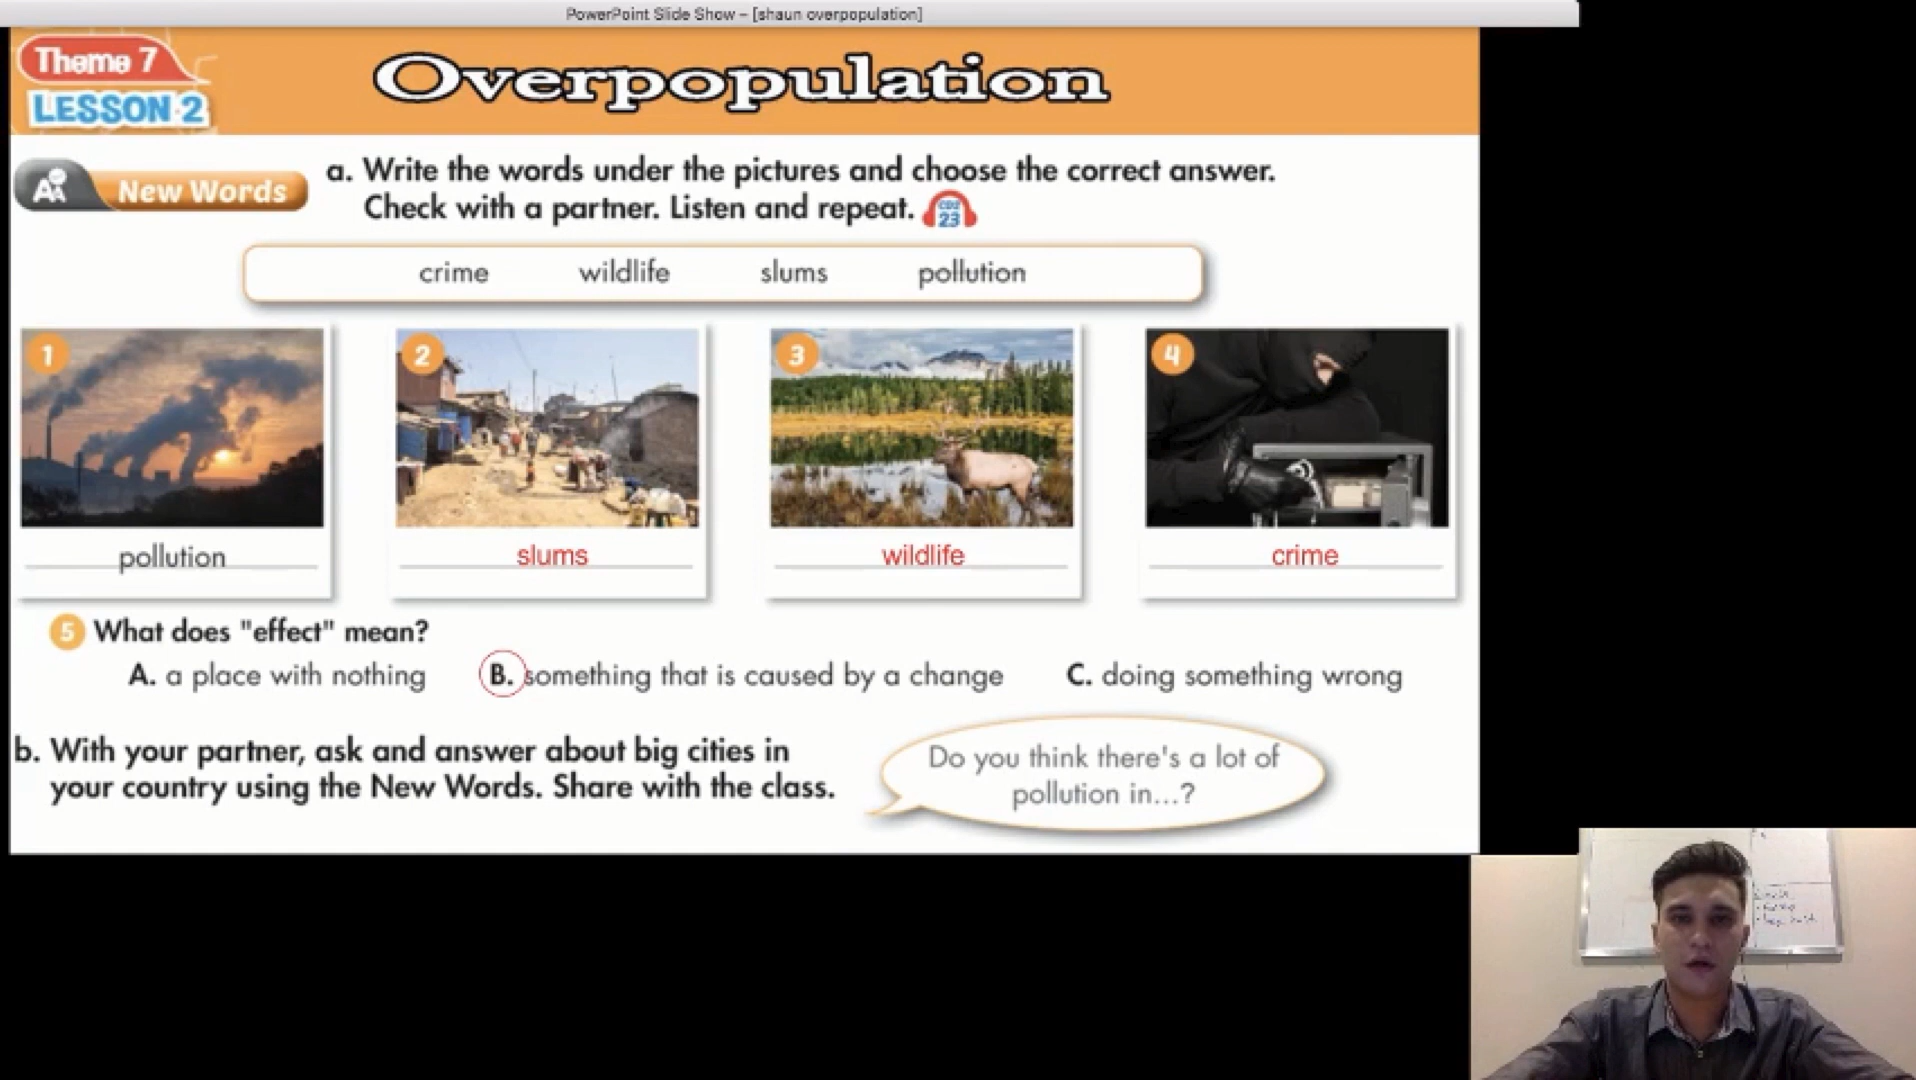 PowerPoint Slide Show – [shaun overpopulation]
Theme 7
LESSON 2
Overpopulation
New Words
a. Write the words under the pictures and choose the correct answer.
Check with a partner. Listen and repeat.
CD2
23
crime wildlife slums pollution
1
2
3
4
pollution
slums
wildlife
crime
5 What does "effect" mean?
A. a place with nothing B. something that is caused by a change C. doing something wrong
b. With your partner, ask and answer about big cities in
your country using the New Words. Share with the class.
Do you think there's a lot of
pollution in...?